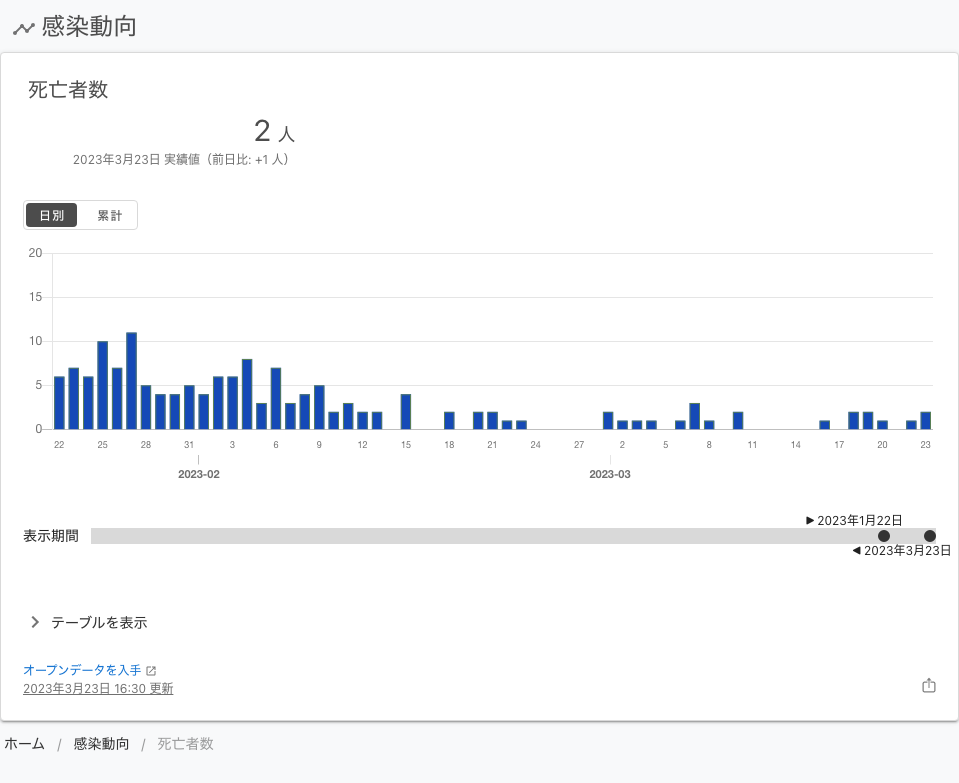 感染動向
死亡者数
2 人
2023年3月23日 実績値（前日比: +1 人）
日別 累計
20
15
10
5
0
22 25 28 31 3 6 9 12 15 18 21 24 27 2 5 8 11 14 17 20 23
2023-02 2023-03
▶ 2023年1月22日
表示期間
◀ 2023年3月23日
テーブルを表示
オープンデータを入手
2023年3月23日 16:30 更新
ホーム / 感染動向 / 死亡者数